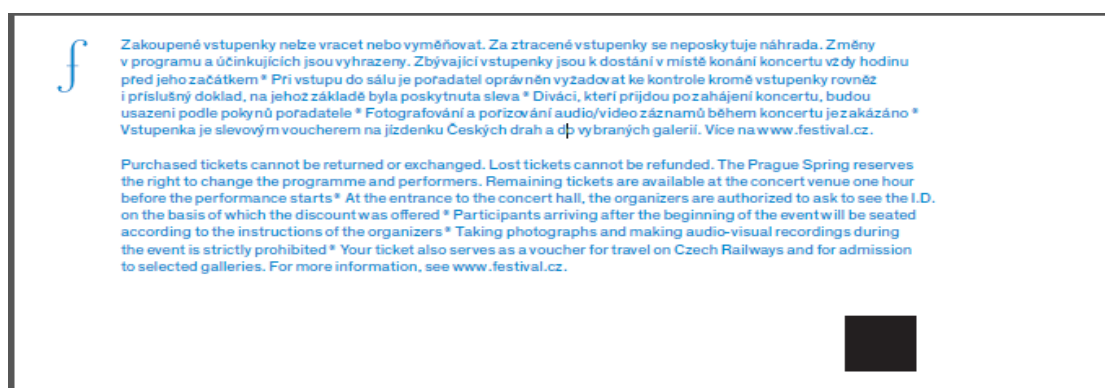 Zakoupené vstupenky nelze vracet nebo vyměňovat. Za ztracené vstupenky se neposkytuje náhrada. Změny
v programu a účinkujících jsou vyhrazeny. Zbývající vstupenky jsou k dostání v místě konání koncertu vždy hodinu
před jeho začátkem * Při vstupu do sálu je pořadatel oprávněn vyžadovat ke kontrole kromě vstupenky rovněž
i příslušný doklad, na jehož základě byla poskytnuta sleva * Diváci, kteří přijdou po zahájení koncertu, budou
usazeni podle pokynů pořadatele * Fotografování a pořizování audio/video záznamů během koncertu je zakázáno *
Vstupenka je slevovým voucherem na jízdenku Českých drah a do vybraných galerií. Více na www.festival.cz.
Purchased tickets cannot be returned or exchanged. Lost tickets cannot be refunded. The Prague Spring reserves
the right to change the programme and performers. Remaining tickets are available at the concert venue one hour
before the performance starts * At the entrance to the concert hall, the organizers are authorized to ask to see the I.D.
on the basis of which the discount was offered * Participants arriving after the beginning of the event will be seated
according to the instructions of the organizers * Taking photographs and making audio-visual recordings during
the event is strictly prohibited * Your ticket also serves as a voucher for travel on Czech Railways and for admission
to selected galleries. For more information, see www.festival.cz.